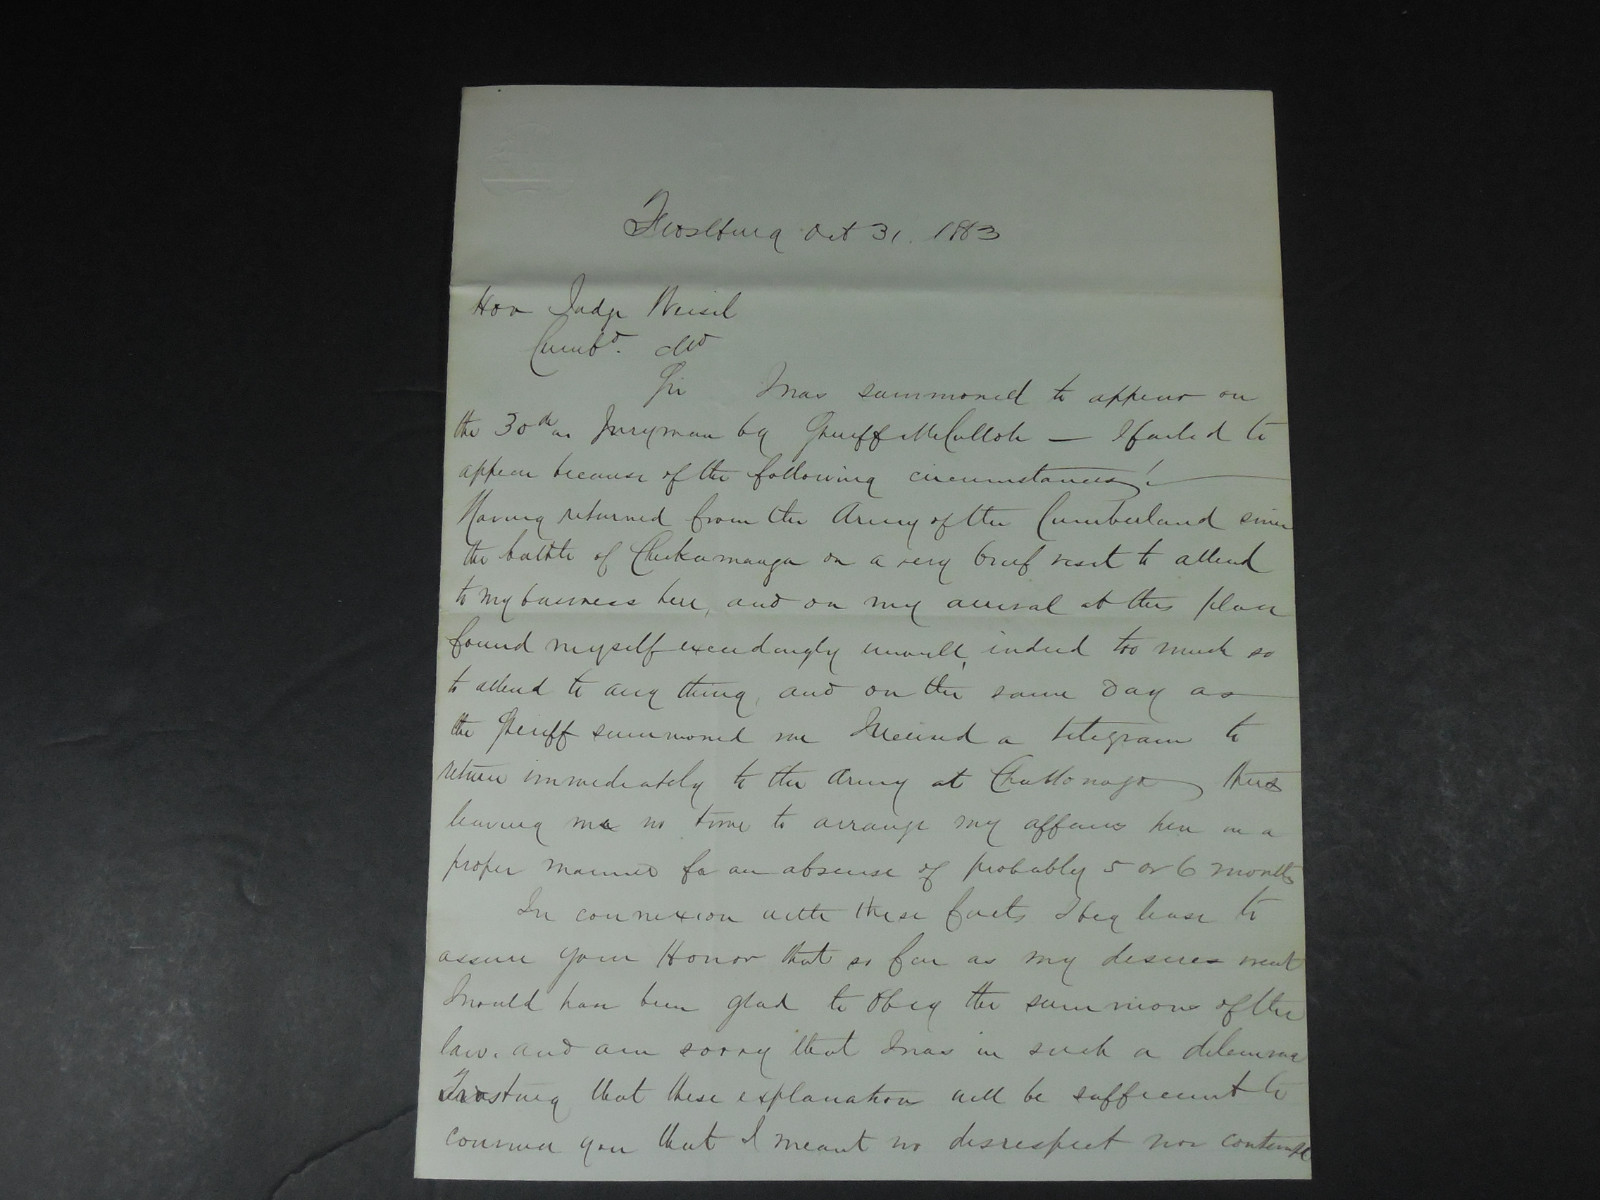 Frostburg Oct 31. 1863
Hon Judge Weisel
Cumbd. Md
Sir I was summoned to appear on
the 30th as Juryman by Sheriff McCulloh — I failed to
appear because of the following circumstances!
Having returned from the Army of the Cumberland since
the battle of Chickamauga on a very brief visit to attend
to my business here, and on my arrival at this place
found myself exceedingly unwell, indeed too much so
to attend to any thing, and on the same day as
the Sheriff summoned me I received a telegram to
return immediately to the Army at Chattonoga thus
leaving me no time to arrange my affairs here in a
proper manner for an absense of probably 5 or 6 months
In connexion with these facts I beg leave to
assure your Honor that so far as my desires went
I would have been glad to obey the summons of the
law. and am sorry that I was in such a dilemma
Trusting that these explanation will be sufficient to
convince you that I meant no disrespect nor contempt